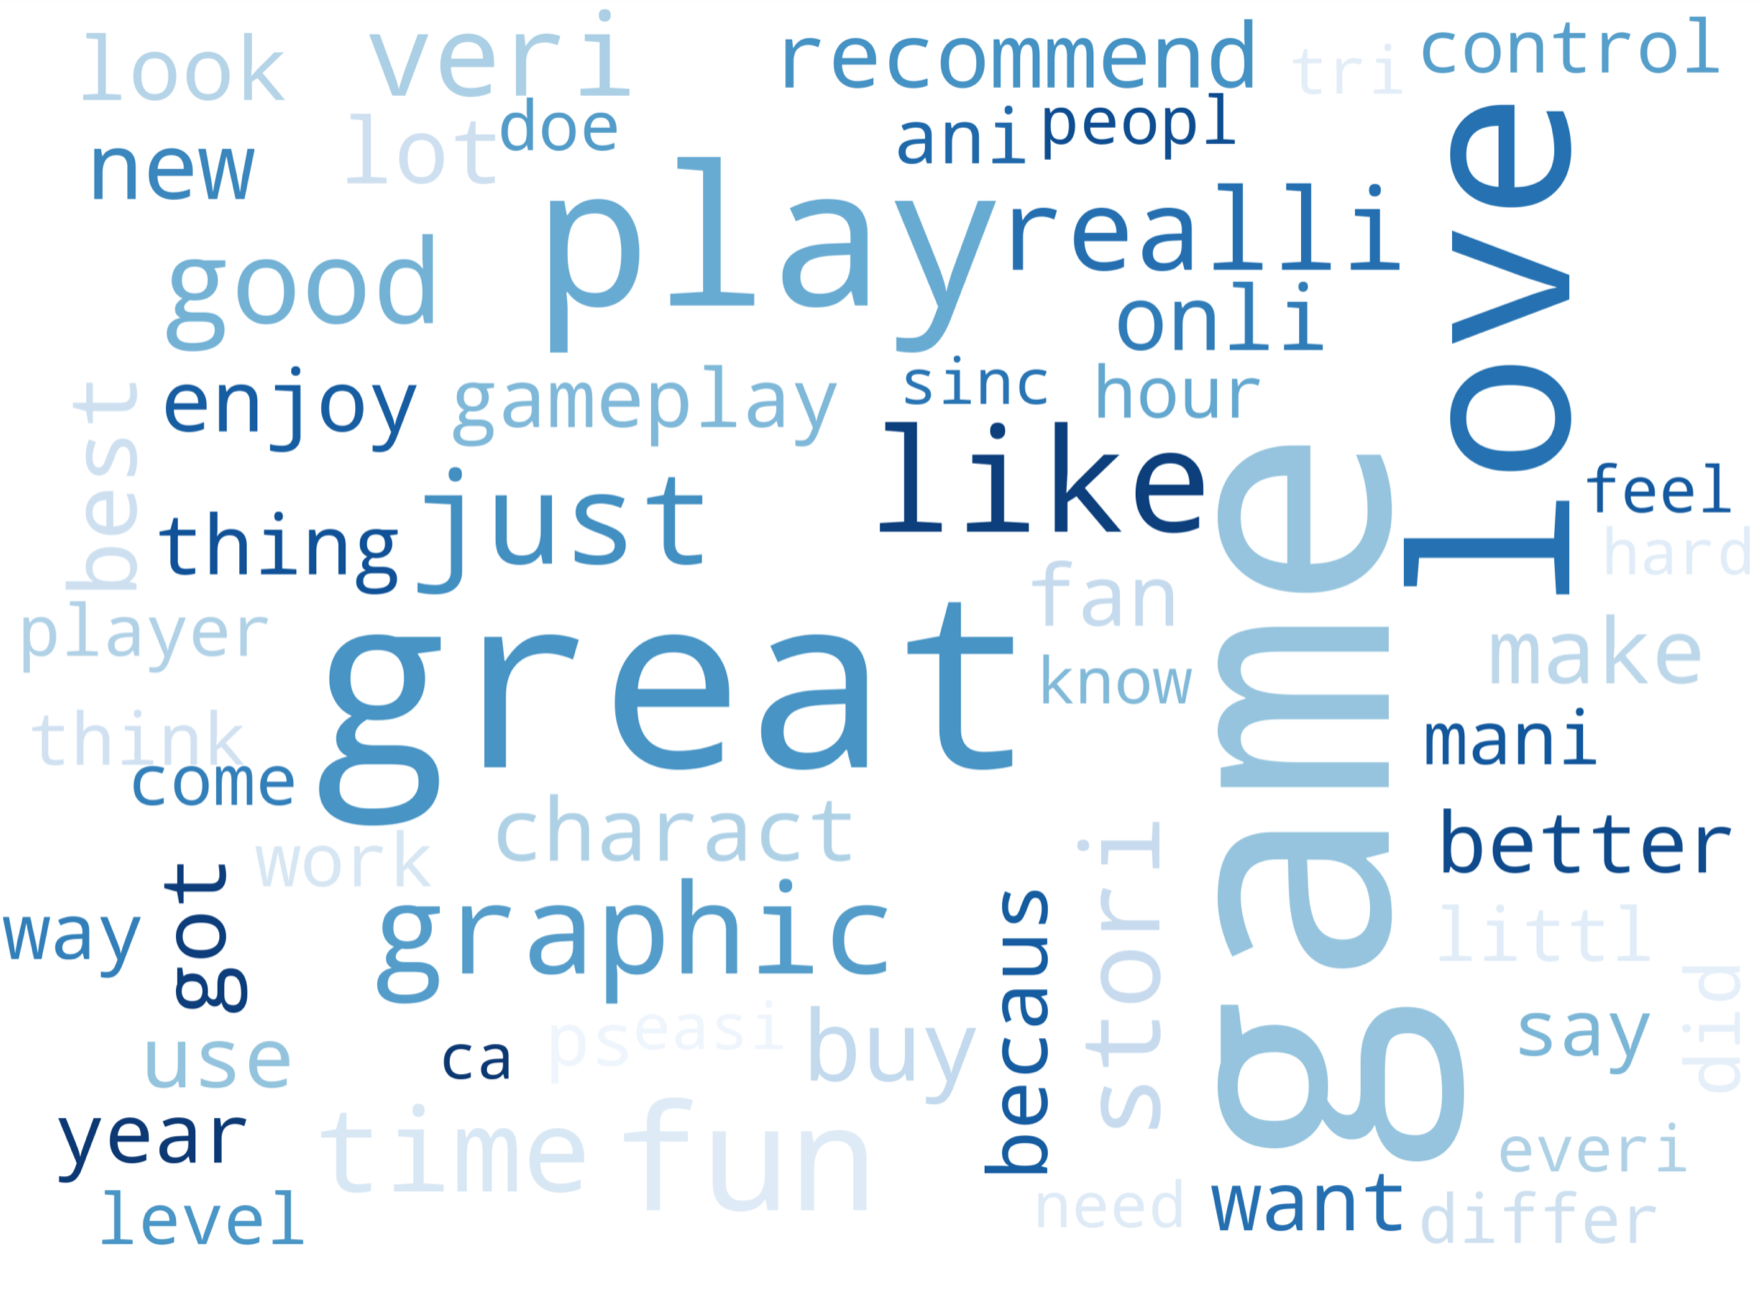 look
veri
recommend
tri
control
new
lot
doe
ani
peopl
love
play
realli
good
onli
best
enjoy
gameplay
sinc
hour
like
game
feel
thing
just
hard
fan
player
great
know
make
think
come
mani
charact
work
stori
better
got
way
graphic
becaus
littl
did
use
ca
ps
easi
buy
say
year
time
fun
everi
level
need
want
differ